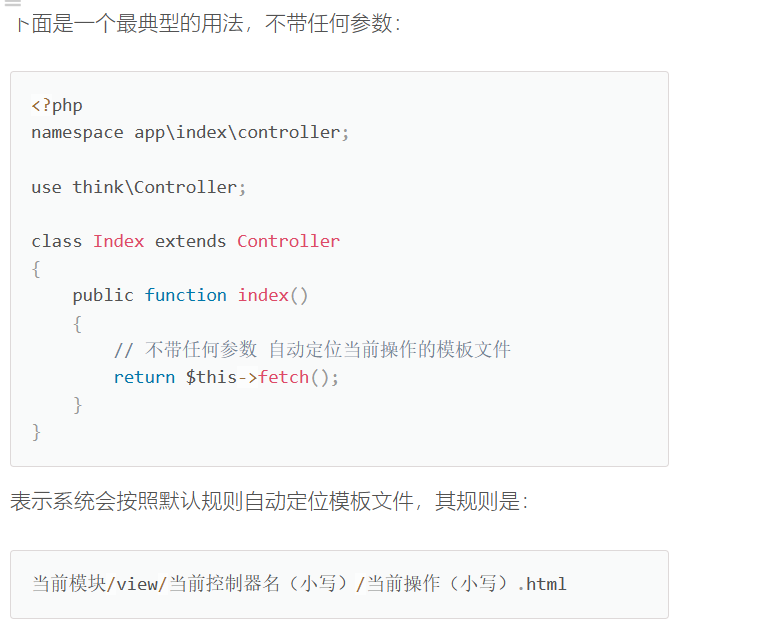 下面是一个最典型的用法，不带任何参数：
<?php
namespace app\index\controller;
use think\Controller;
class Index extends Controller
{
    public function index()
    {
        // 不带任何参数 自动定位当前操作的模板文件
        return $this->fetch();
    }
}
表示系统会按照默认规则自动定位模板文件，其规则是：
当前模块/view/当前控制器名（小写）/当前操作（小写）.html